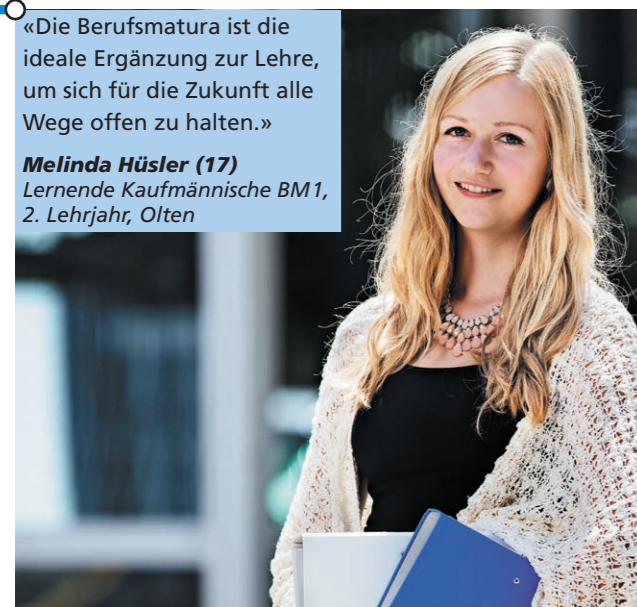 «Die Berufsmatura ist die
ideale Ergänzung zur Lehre,
um sich für die Zukunft alle
Wege offen zu halten.»
Melinda Hüsler (17)
Lernende Kaufmännische BM1,
2. Lehrjahr, Olten